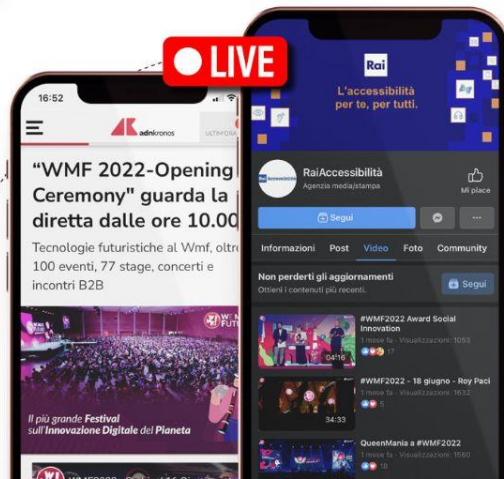 LIVE
16:52
adnkronos
ULTIM'ORA
“WMF 2022-Opening
Ceremony" guarda la
diretta dalle ore 10.00
Tecnologie futuristiche al Wmf, oltre
100 eventi, 77 stage, concerti e
incontri B2B
Il più grande Festival
sull'Innovazione Digitale del Pianeta
Rai
L'accessibilità
per te, per tutti.
RaiAccessibilità
Agenzia media/stampa
Mi piace
Segui
Informazioni Post Video Foto Community
Non perderti gli aggiornamenti
Ottieni i contenuti più recenti.
Segui
#WMF2022 Award Social
Innovation
1 mese fa · Visualizzazioni: 1053
17
04:16
#WMF2022 - 18 giugno - Roy Paci
1 mese fa · Visualizzazioni: 1632
5
34:33
QueenMania a #WMF2022
1 mese fa · Visualizzazioni: 1660
10